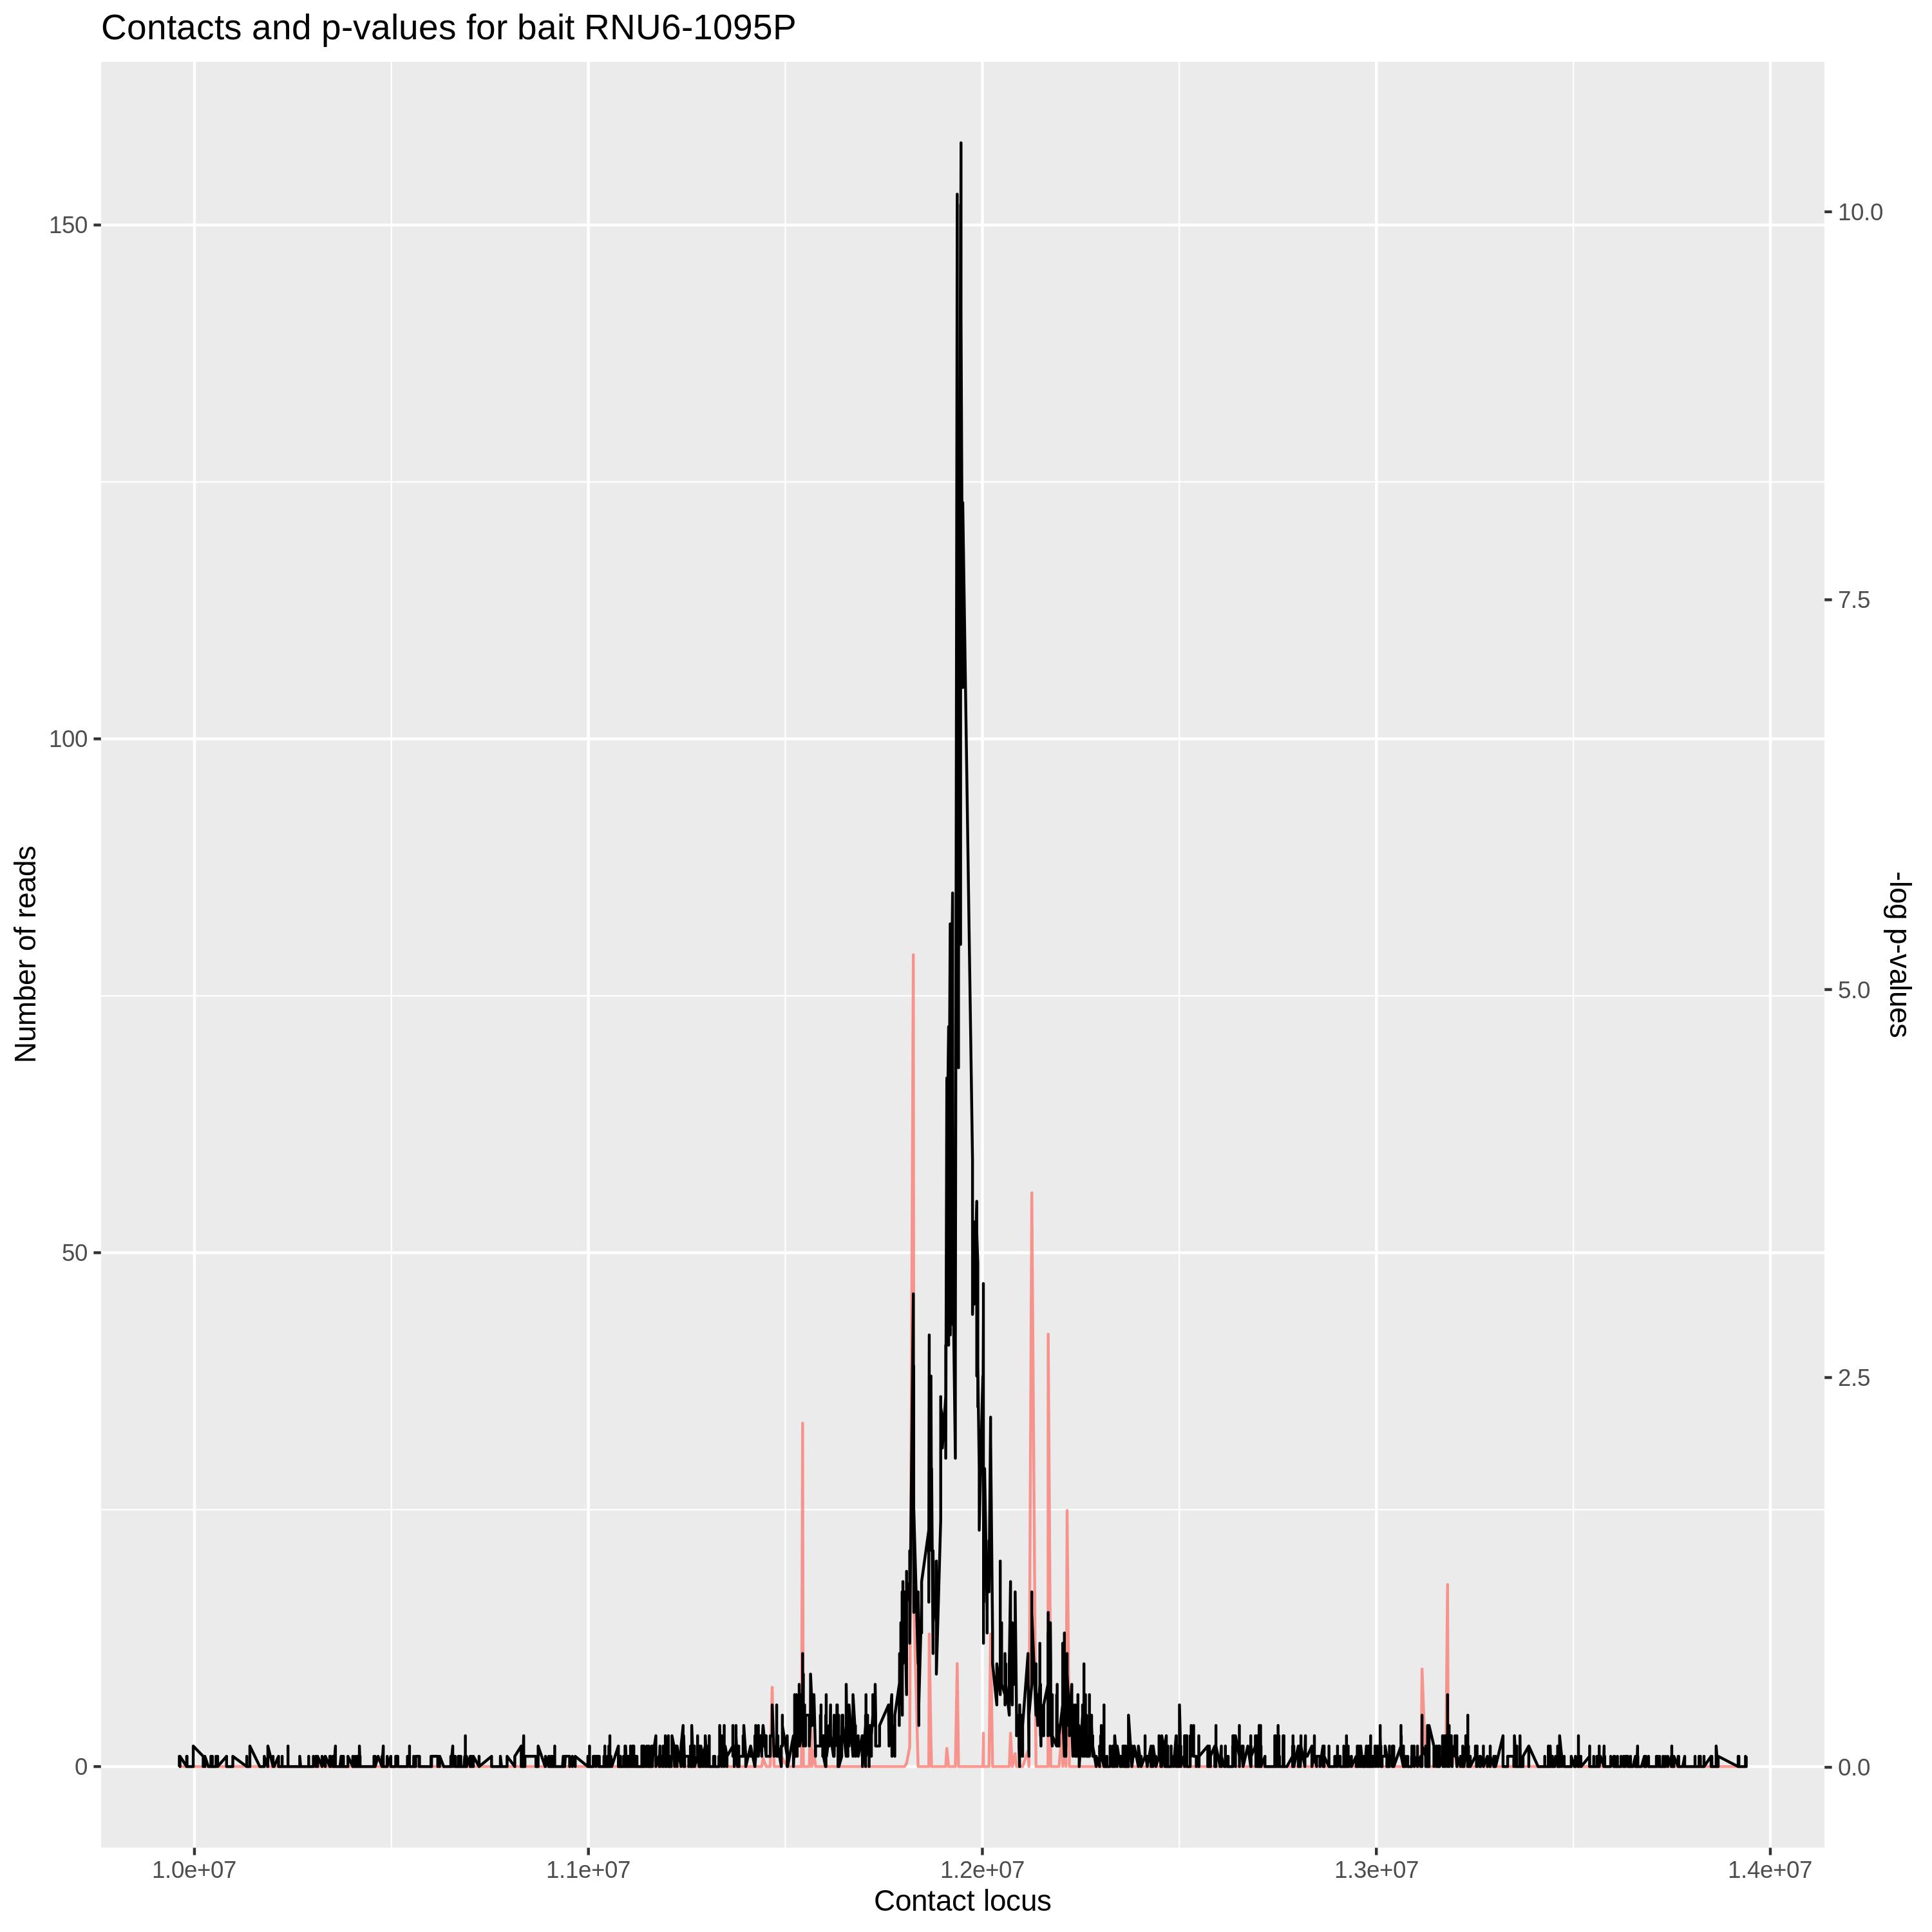 Contacts and p-values for bait RNU6-1095P
150
100
50
0
Number of reads
10.0
7.5
5.0
2.5
0.0
-log p-values
1.0e+07
1.1e+07
1.2e+07
1.3e+07
1.4e+07
Contact locus